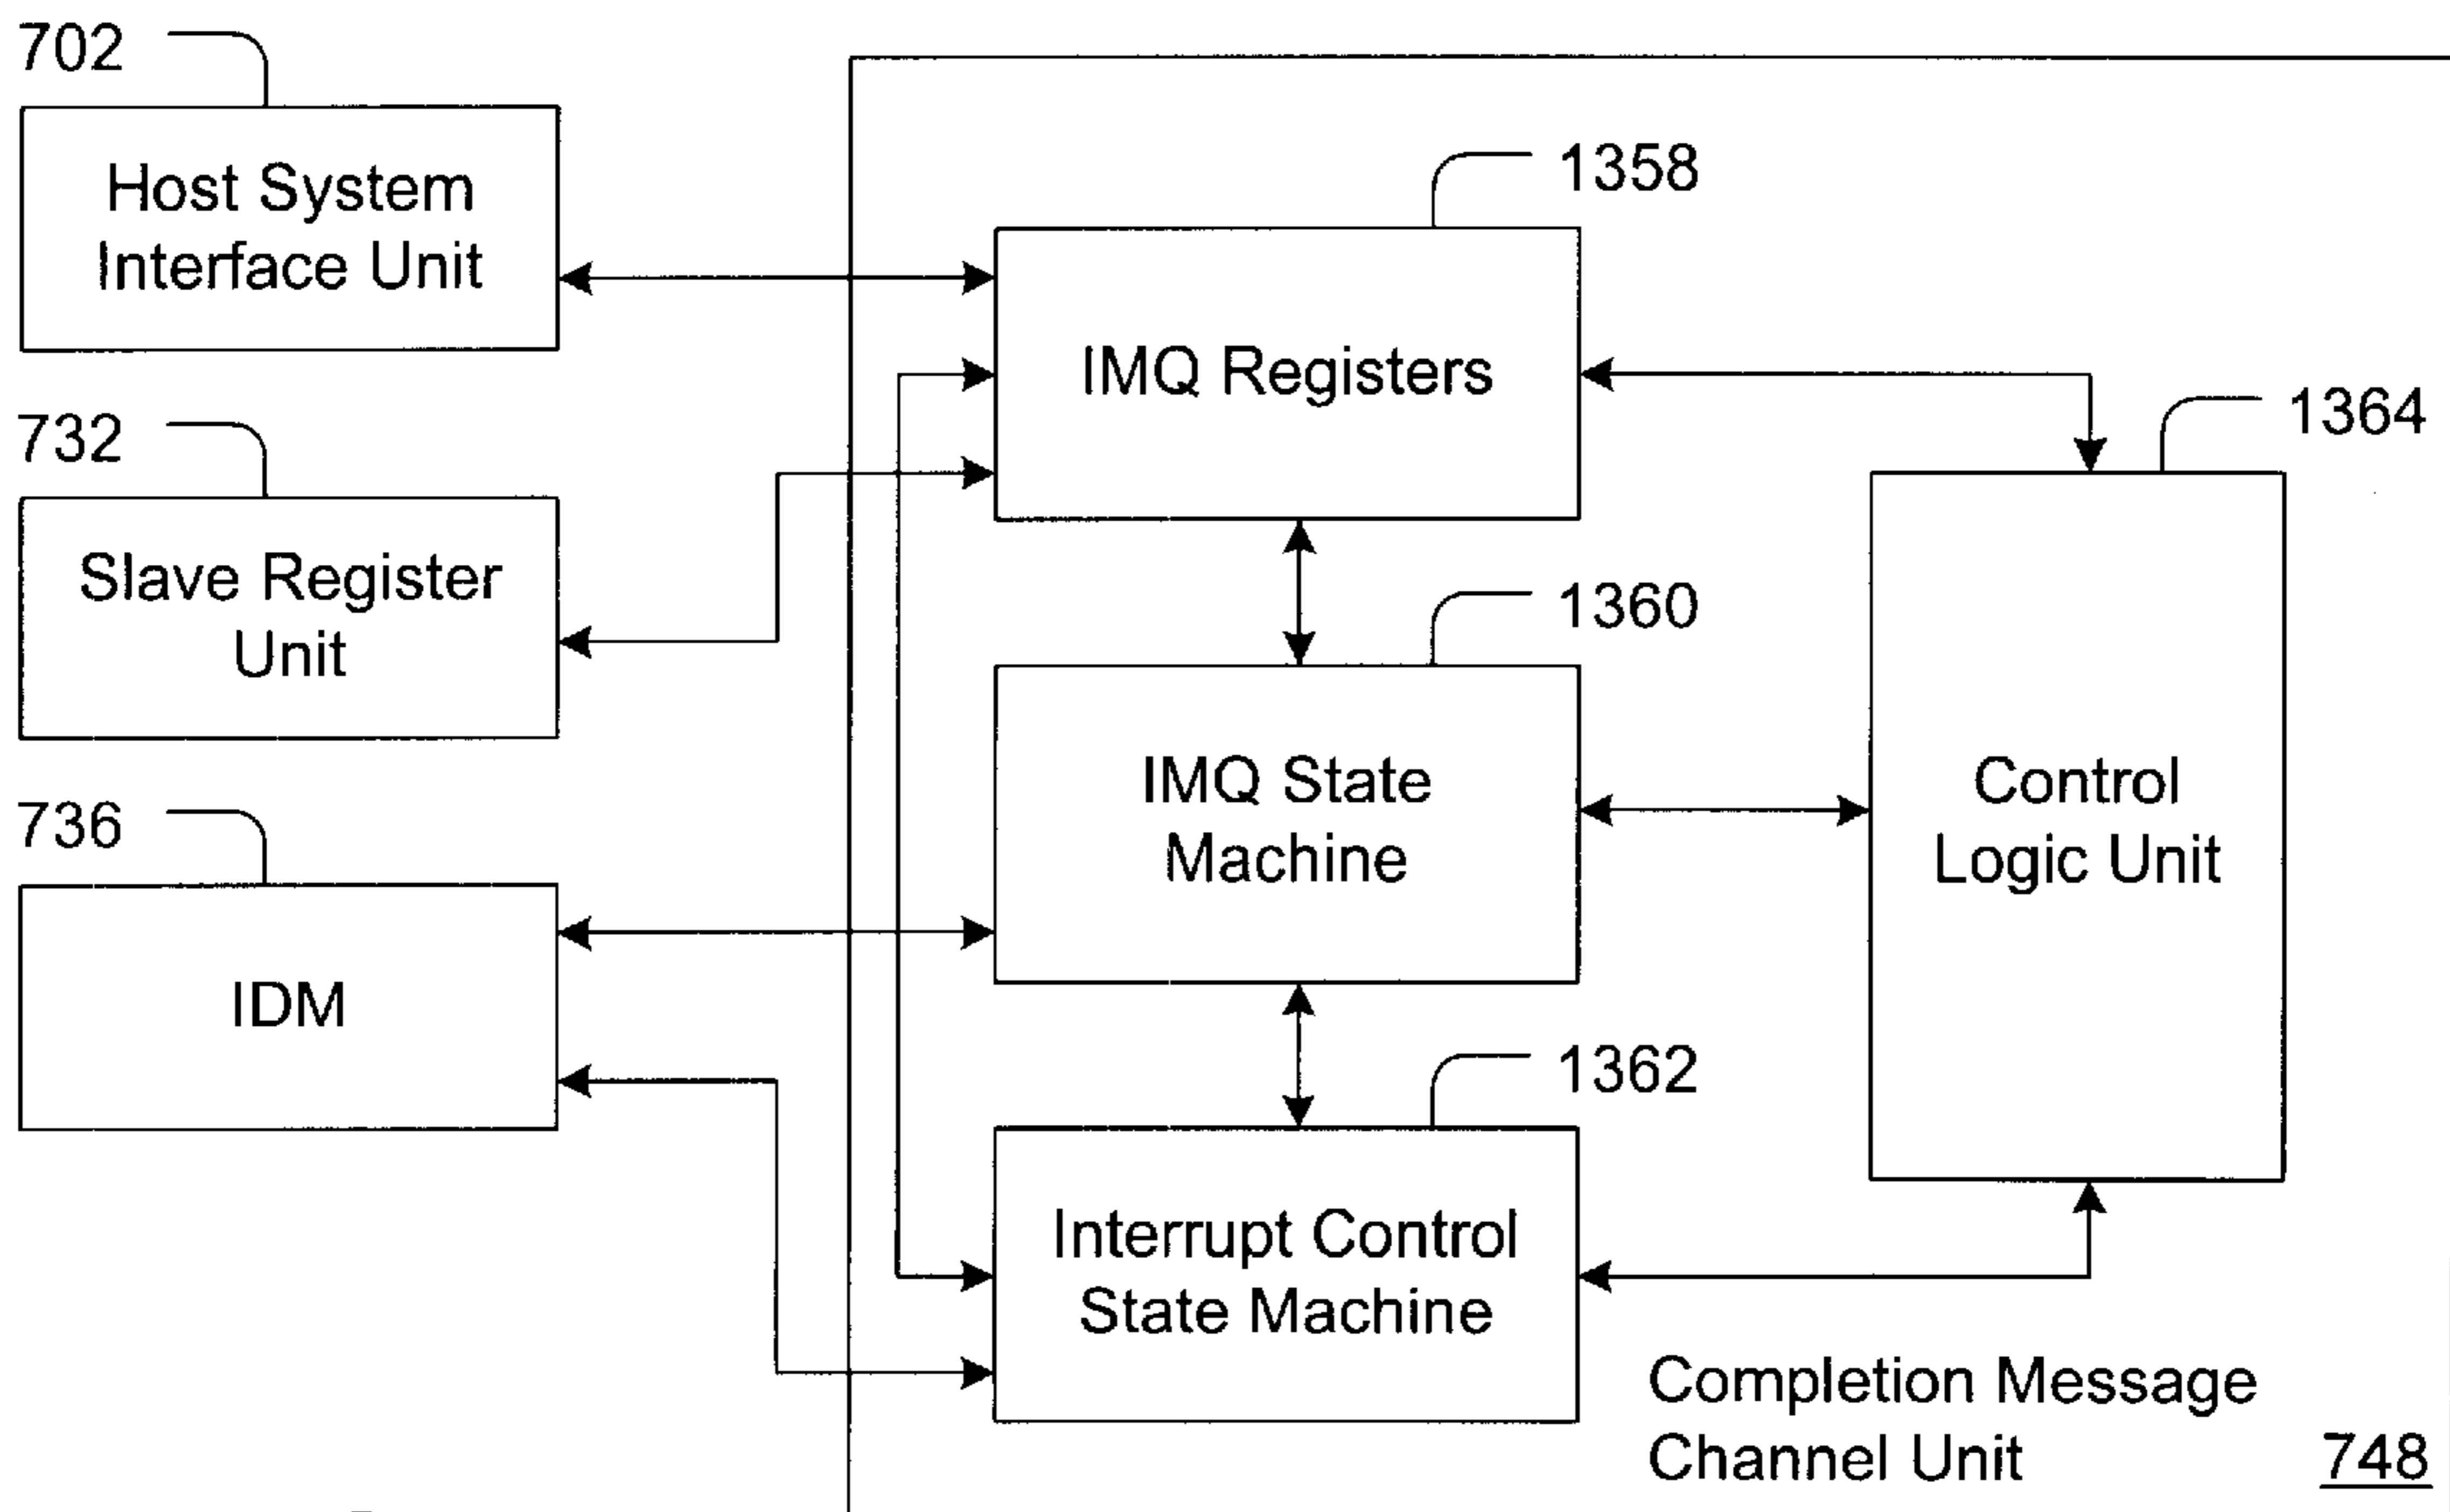 702
Host System
Interface Unit
732
Slave Register
Unit
736
IDM
1358
IMQ Registers
1360
IMQ State
Machine
1362
Interrupt Control
State Machine
1364
Control
Logic Unit
Completion Message
Channel Unit
748